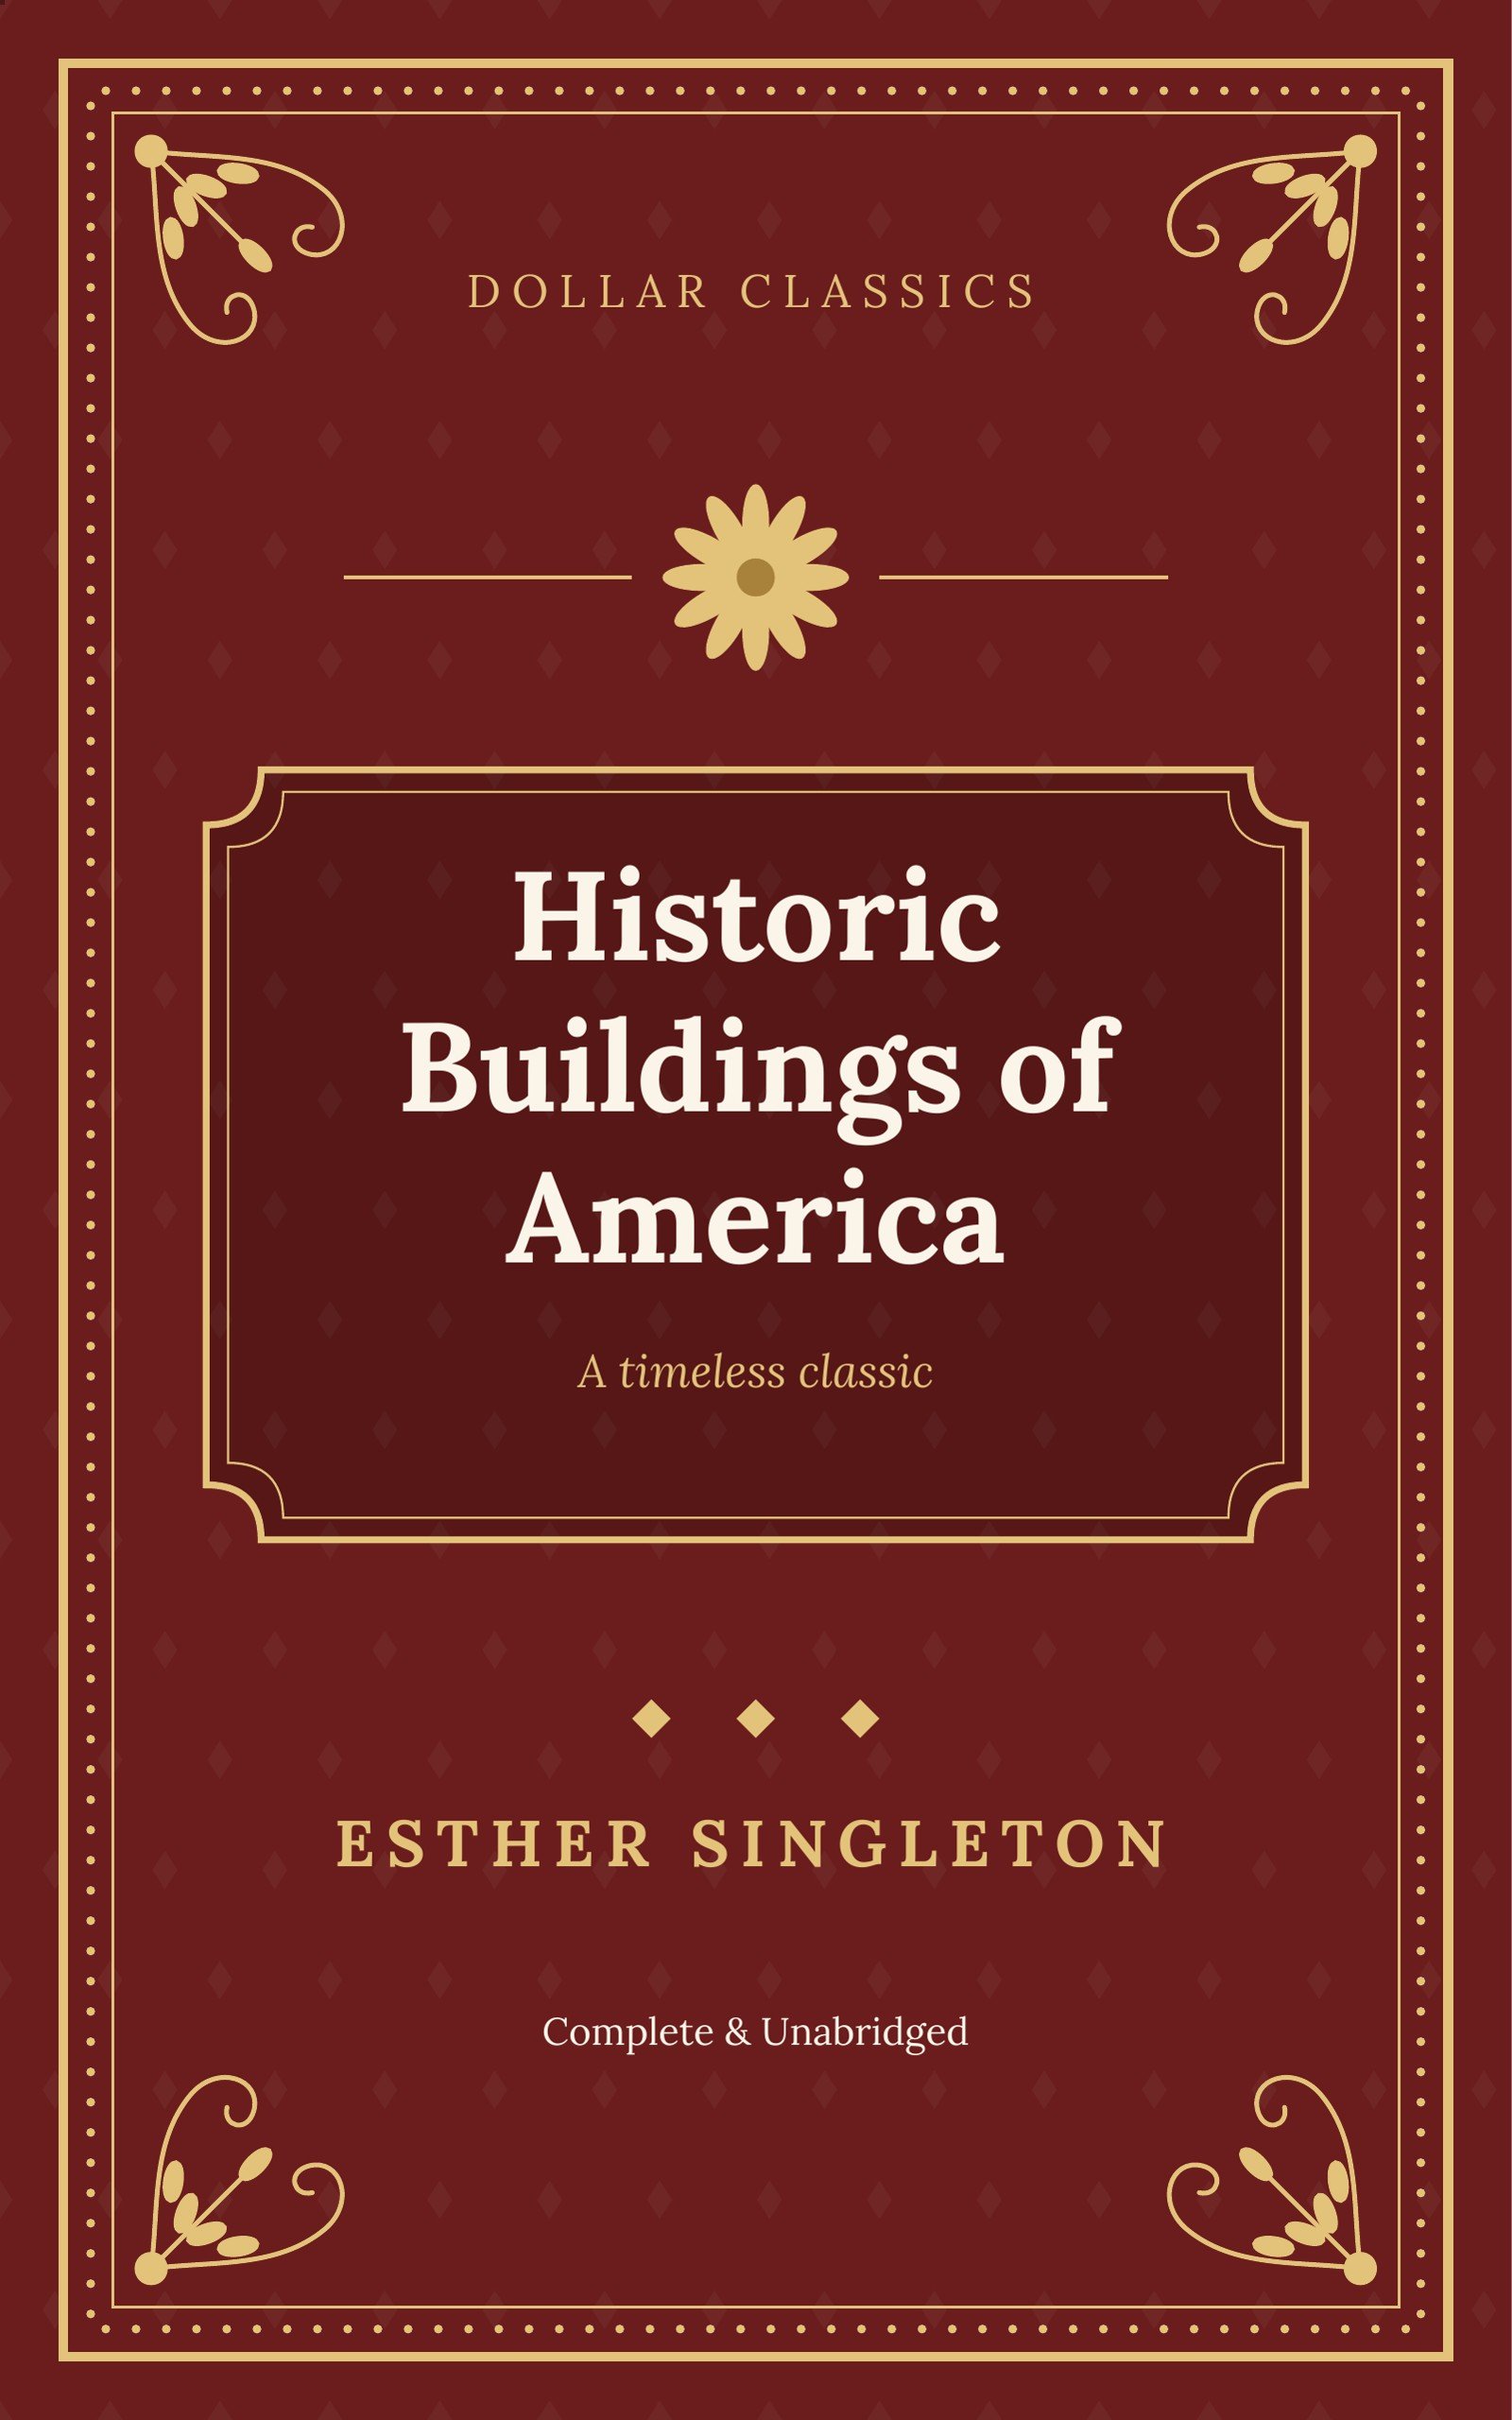 DOLLAR CLASSICS
Historic
Buildings of
America
A timeless classic
ESTHER SINGLETON
Complete & Unabridged